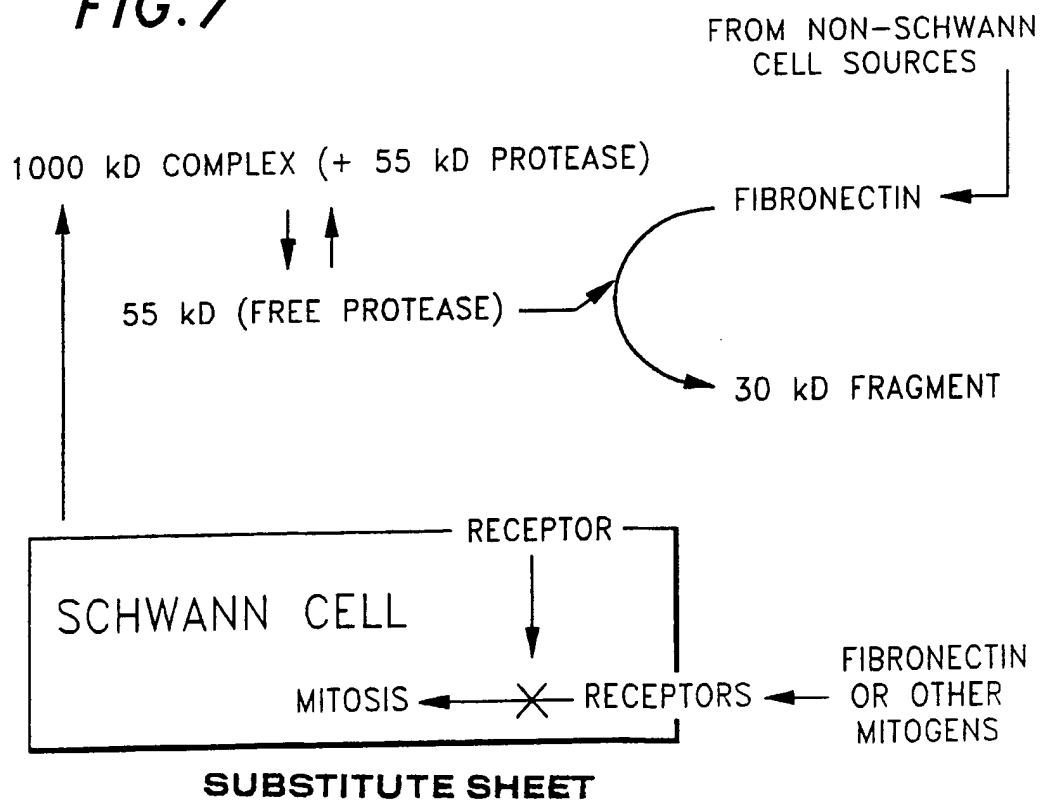 FIG. 7
FROM NON-SCHWANN
CELL SOURCES
1000 kD COMPLEX (+ 55 kD PROTEASE)
FIBRONECTIN
55 kD (FREE PROTEASE)
30 kD FRAGMENT
RECEPTOR
SCHWANN CELL
MITOSIS
RECEPTORS
FIBRONECTIN
OR OTHER
MITOGENS
SUBSTITUTE SHEET